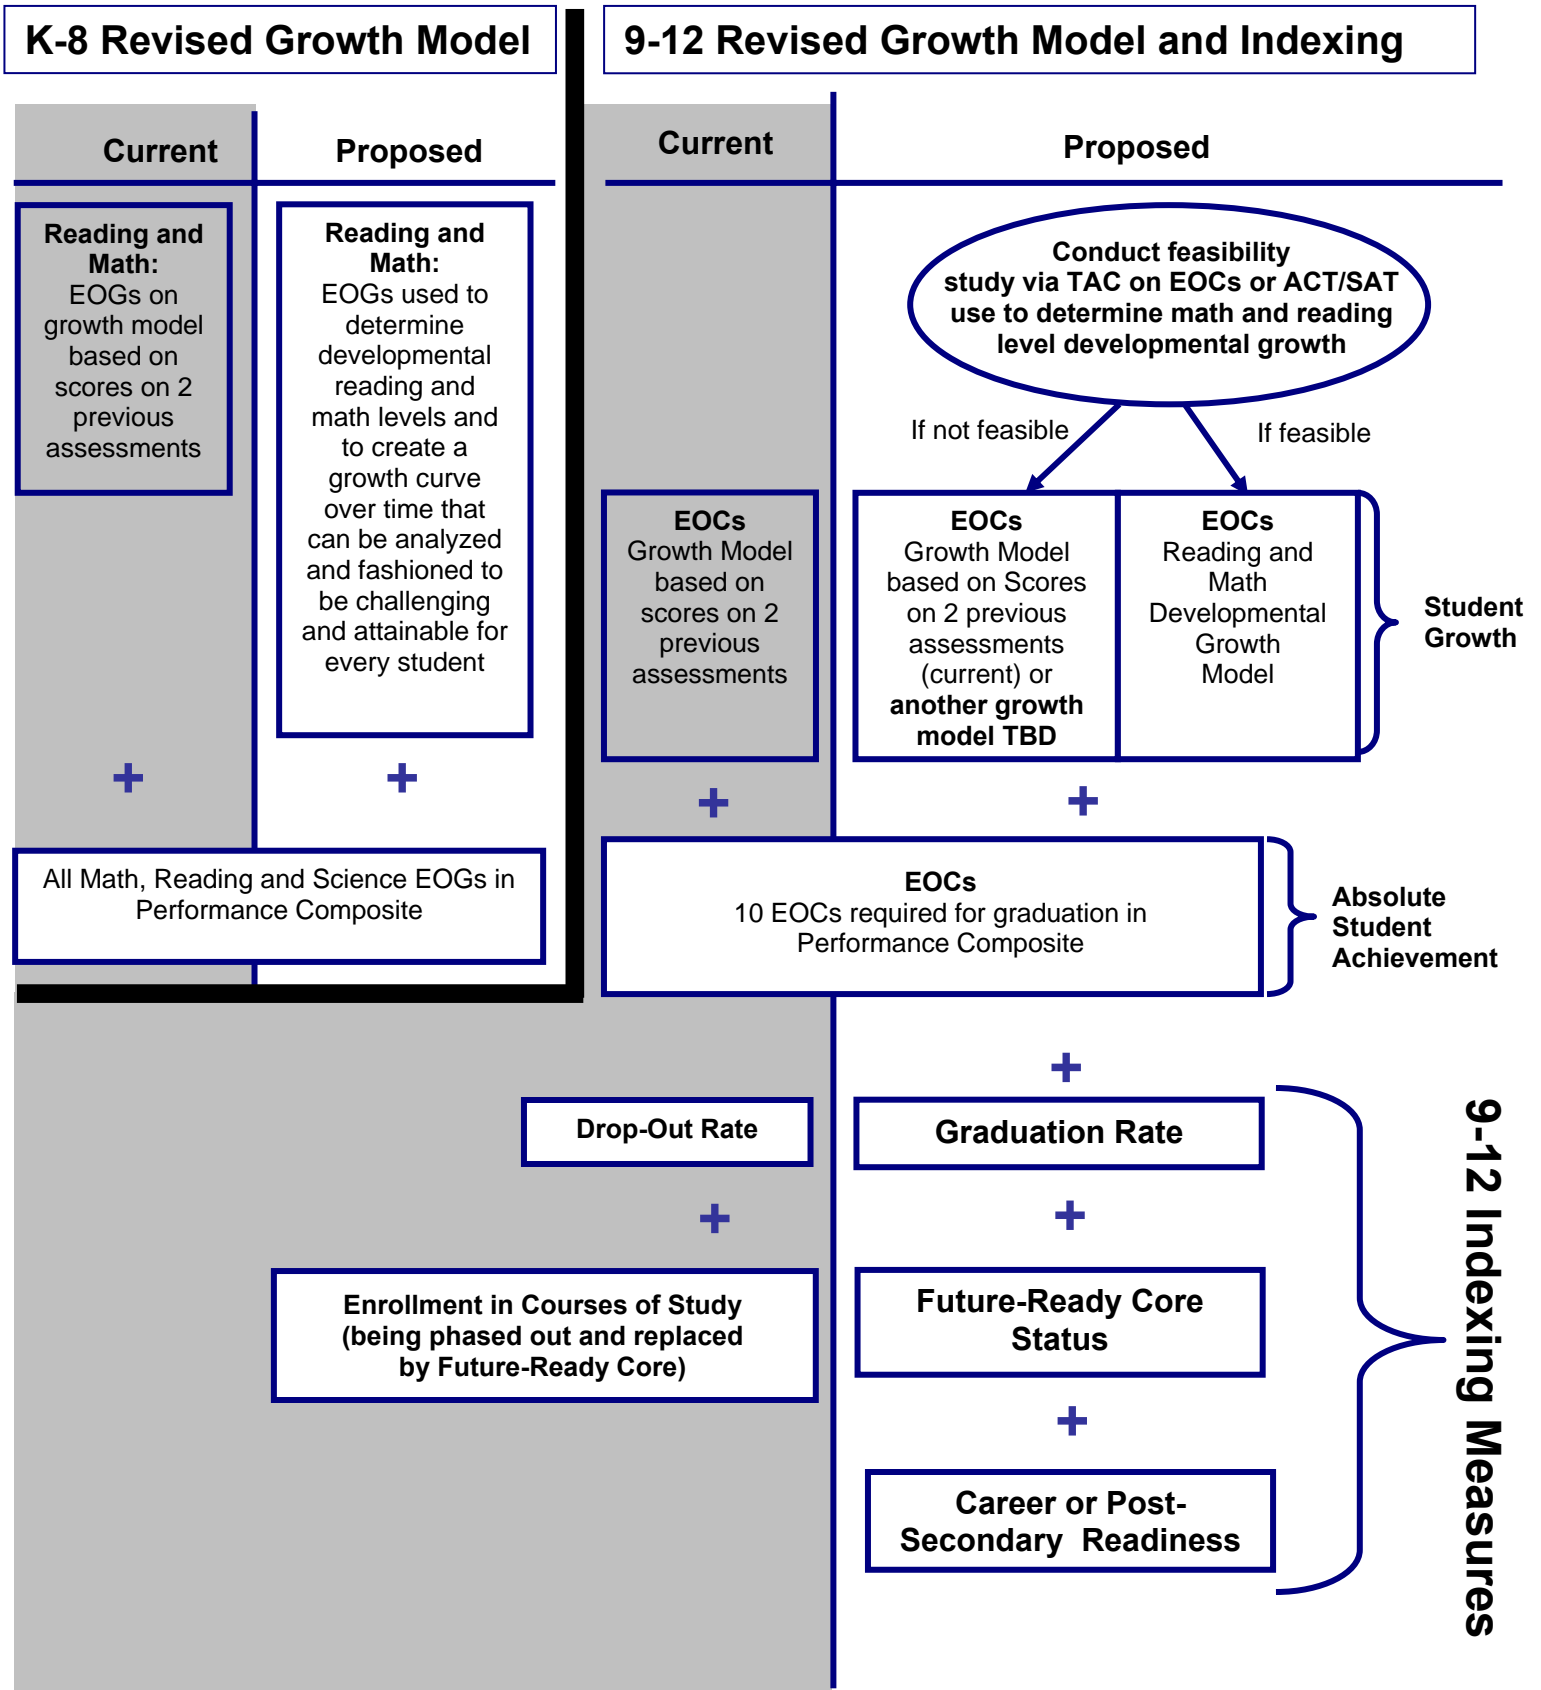 K-8 Revised Growth Model
Current
Proposed
Reading and
Math:
EOGs on
growth model
based on
scores on 2
previous
assessments
Reading and
Math:
EOGs used to
determine
developmental
reading and
math levels and
to create a
growth curve
over time that
can be analyzed
and fashioned to
be challenging
and attainable for
every student
+
+
All Math, Reading and Science EOGs in
Performance Composite
9-12 Revised Growth Model and Indexing
Current
Proposed
Conduct feasibility
study via TAC on EOCs or ACT/SAT
use to determine math and reading
level developmental growth
If not feasible
If feasible
EOCs
Growth Model
based on
scores on 2
previous
assessments
EOCs
Growth Model
based on Scores
on 2 previous
assessments
(current) or
another growth
model TBD
EOCs
Reading and
Math
Developmental
Growth
Model
Student
Growth
+
+
EOCs
10 EOCs required for graduation in
Performance Composite
Absolute
Student
Achievement
+
Drop-Out Rate
Graduation Rate
+
+
Enrollment in Courses of Study
(being phased out and replaced
by Future-Ready Core)
Future-Ready Core
Status
+
Career or Post-
Secondary Readiness
9-12 Indexing Measures